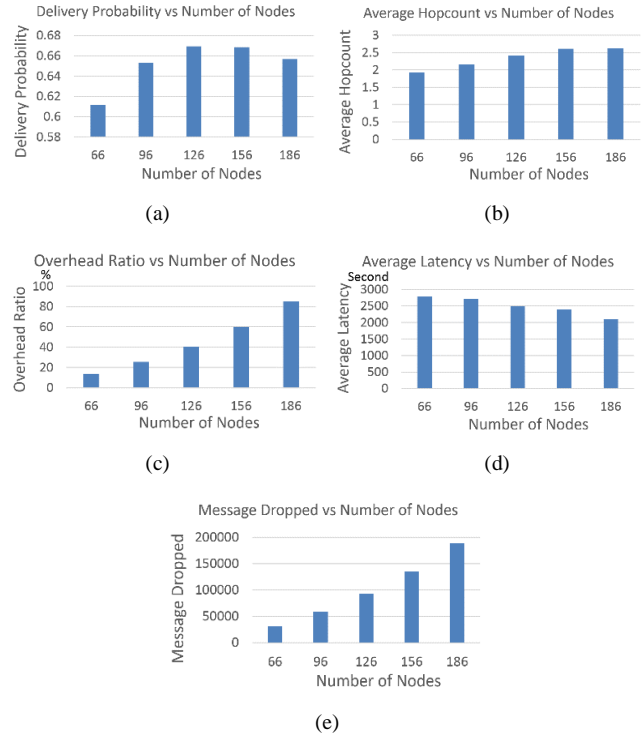 Delivery Probability vs Number of Nodes
Delivery Probability
0.7
0.66
0.62
0.6
0.58
66 96 126 156 186
Number of Nodes
(a)
Average Hopcount vs Number of Nodes
Average Hopcount
3
2.5
2
1.5
1
0.5
0
66 96 126 156 186
Number of Nodes
(b)
Overhead Ratio vs Number of Nodes
%
Overhead Ratio
100
80
60
40
20
0
66 96 126 156 186
Number of Nodes
(c)
Average Latency vs Number of Nodes
Second
Average Latency
3000
2500
2000
1500
1000
500
0
66 96 126 156 186
Number of Nodes
(d)
Message Dropped vs Number of Nodes
Message Dropped
200000
150000
100000
50000
0
66 96 126 156 186
Number of Nodes
(e)